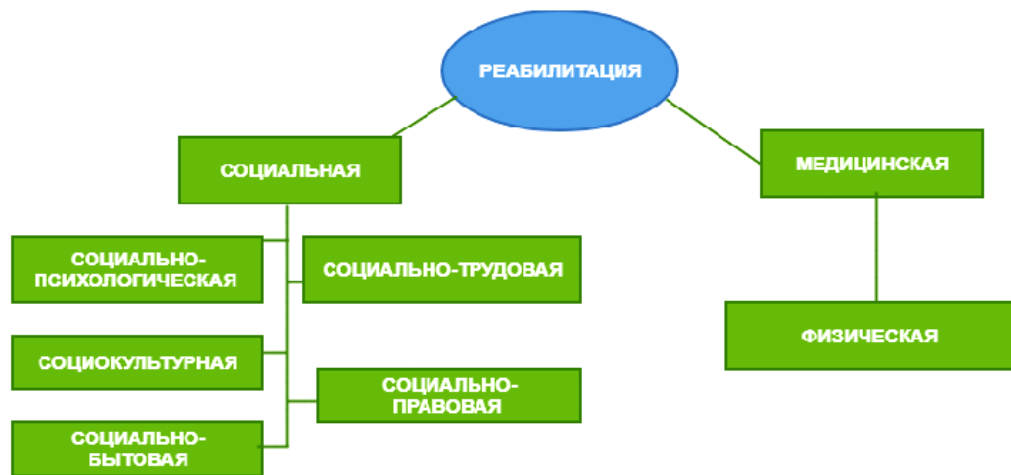 РЕАБИЛИТАЦИЯ
СОЦИАЛЬНАЯ
МЕДИЦИНСКАЯ
СОЦИАЛЬНО-
ПСИХОЛОГИЧЕСКАЯ
СОЦИАЛЬНО-ТРУДОВАЯ
СОЦИОКУЛЬТУРНАЯ
ФИЗИЧЕСКАЯ
СОЦИАЛЬНО-
ПРАВОВАЯ
СОЦИАЛЬНО-
БЫТОВАЯ